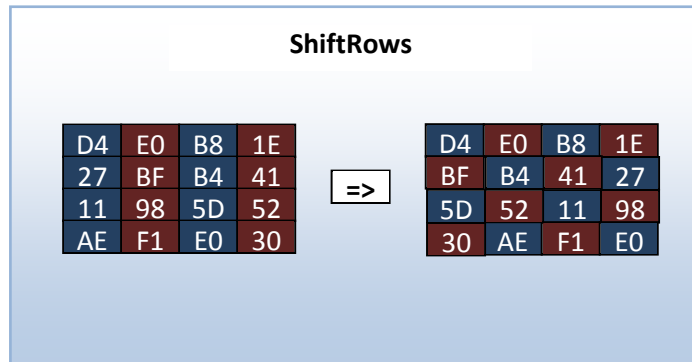 ShiftRows
D4 E0 B8 1E
27 BF B4 41
11 98 5D 52
AE F1 E0 30
=>
D4 E0 B8 1E
BF B4 41 27
5D 52 11 98
30 AE F1 E0